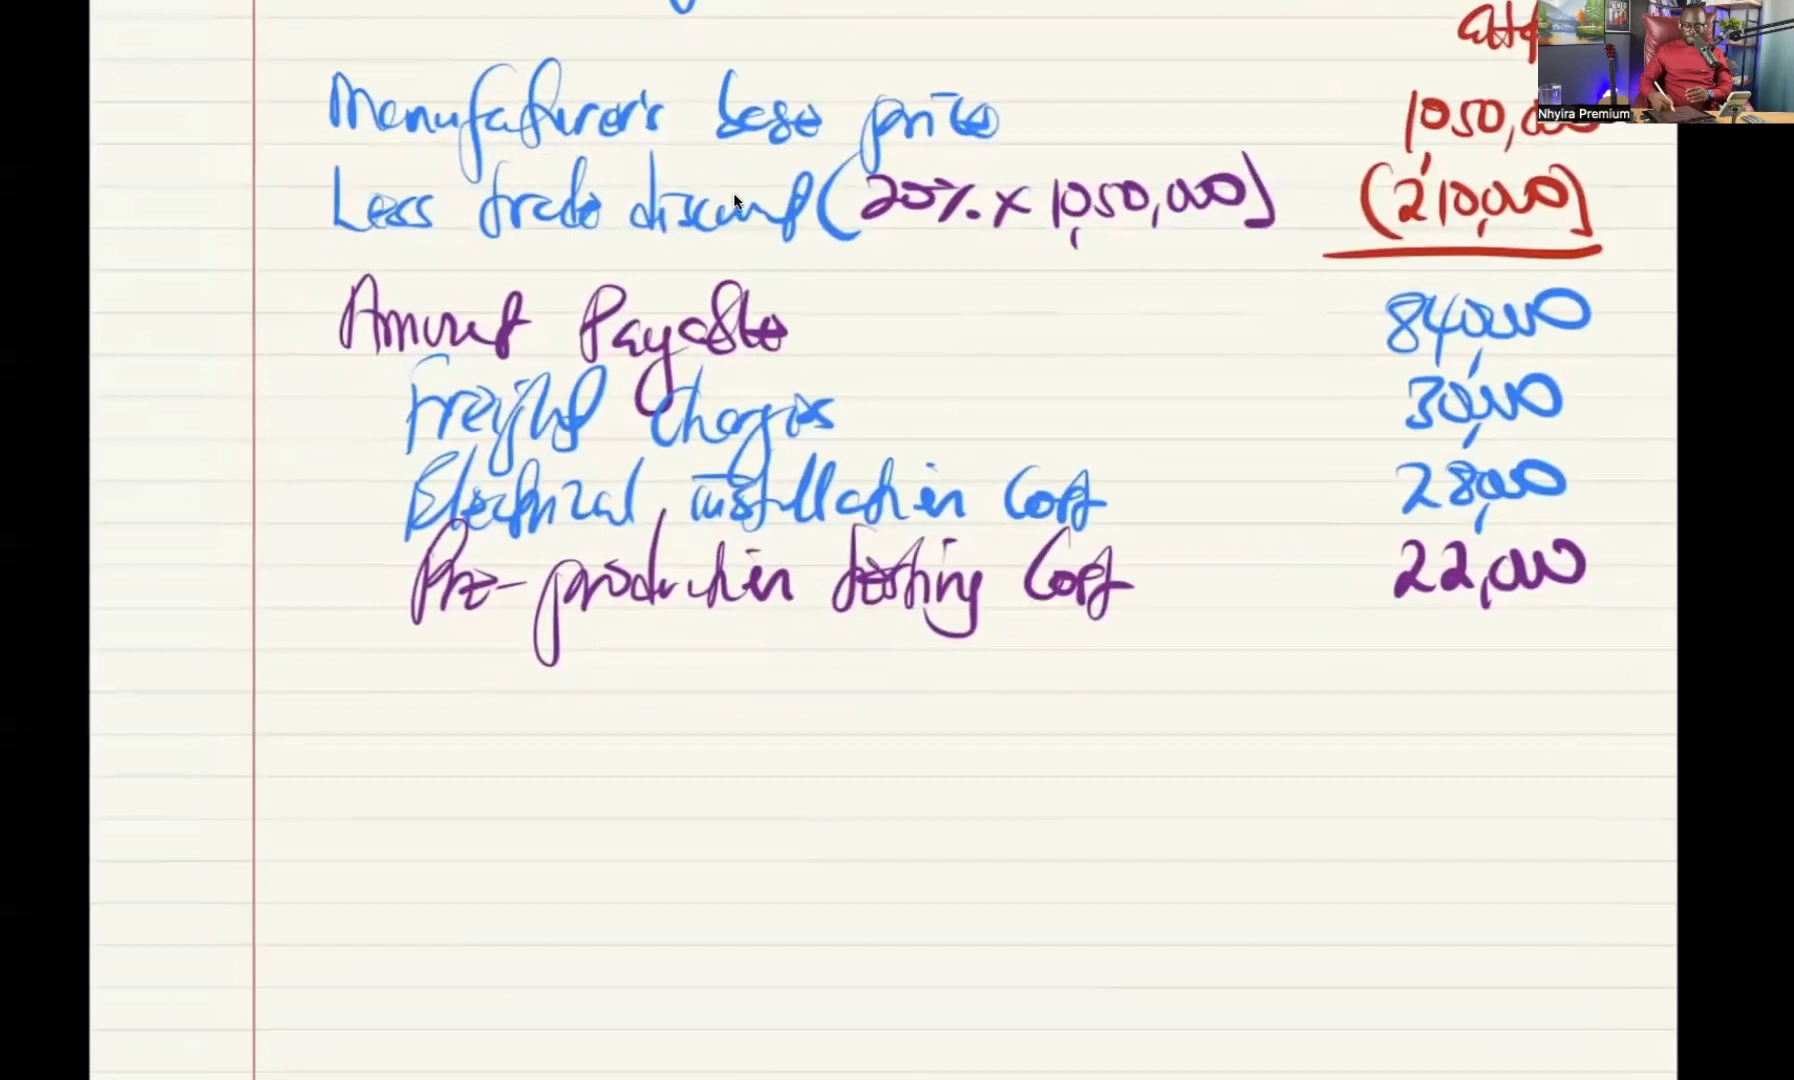 GH¢
Manufacturer's base price 1,050,000
Less trade discount (20% x 1,050,000) (210,000)
Amount Payable 840,000
Freight charges 30,000
Electrical installation Cost 28,000
Pre-production testing Cost 22,000
Nhyira Premium